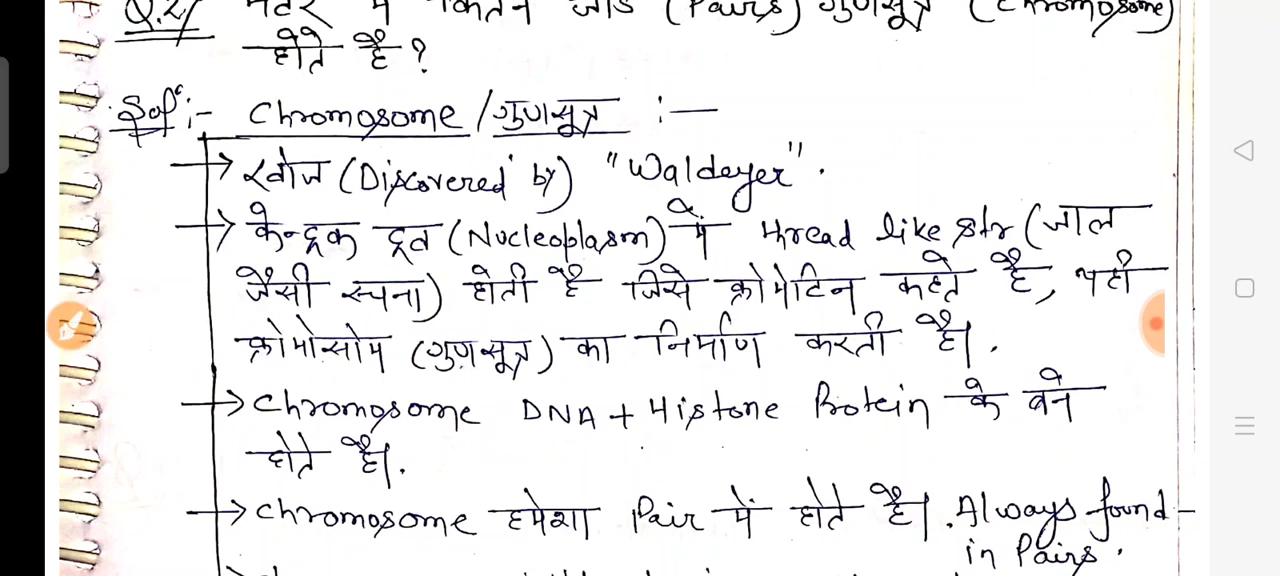 Q.2/ मटर में कितने जोड़े (Pairs) गुणसूत्र (Chromosome)
होते है ?
Solⁿ :- Chromosome / गुणसूत्र :—
→ खोज (Discovered by) "Waldeyer".
→ केन्द्रक द्रव (Nucleoplasm) में thread like str (जाल
जैसी रचना) होती है जिसे क्रोमेटिन कहते है, यही
क्रोमोसोम (गुणसूत्र) का निर्माण करती है।.
→ Chromosome DNA + Histone Protein के बने
होते है।.
→ Chromosome हमेशा Pair में होते है। . Always found-
in Pairs.